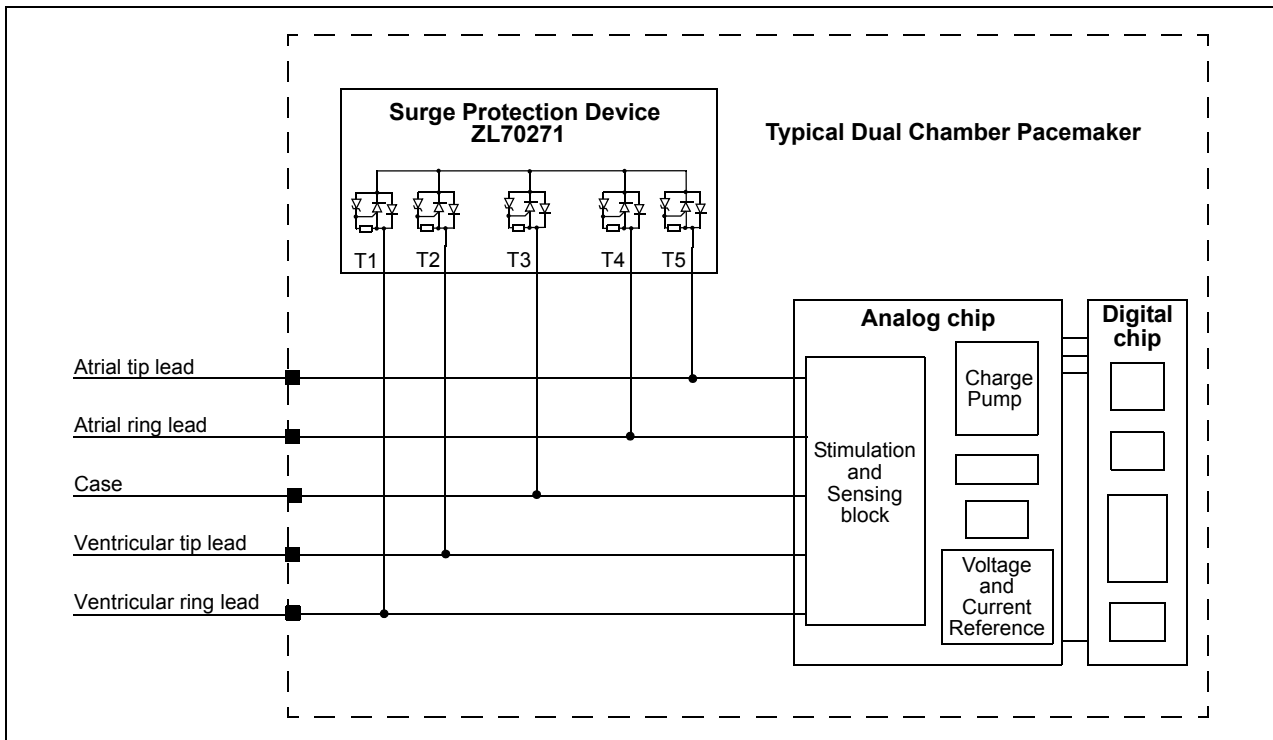 Surge Protection Device
ZL70271
Typical Dual Chamber Pacemaker
T1
T2
T3
T4
T5
Analog chip
Digital
chip
Atrial tip lead
Atrial ring lead
Case
Ventricular tip lead
Ventricular ring lead
Stimulation
and
Sensing
block
Charge
Pump
Voltage
and
Current
Reference